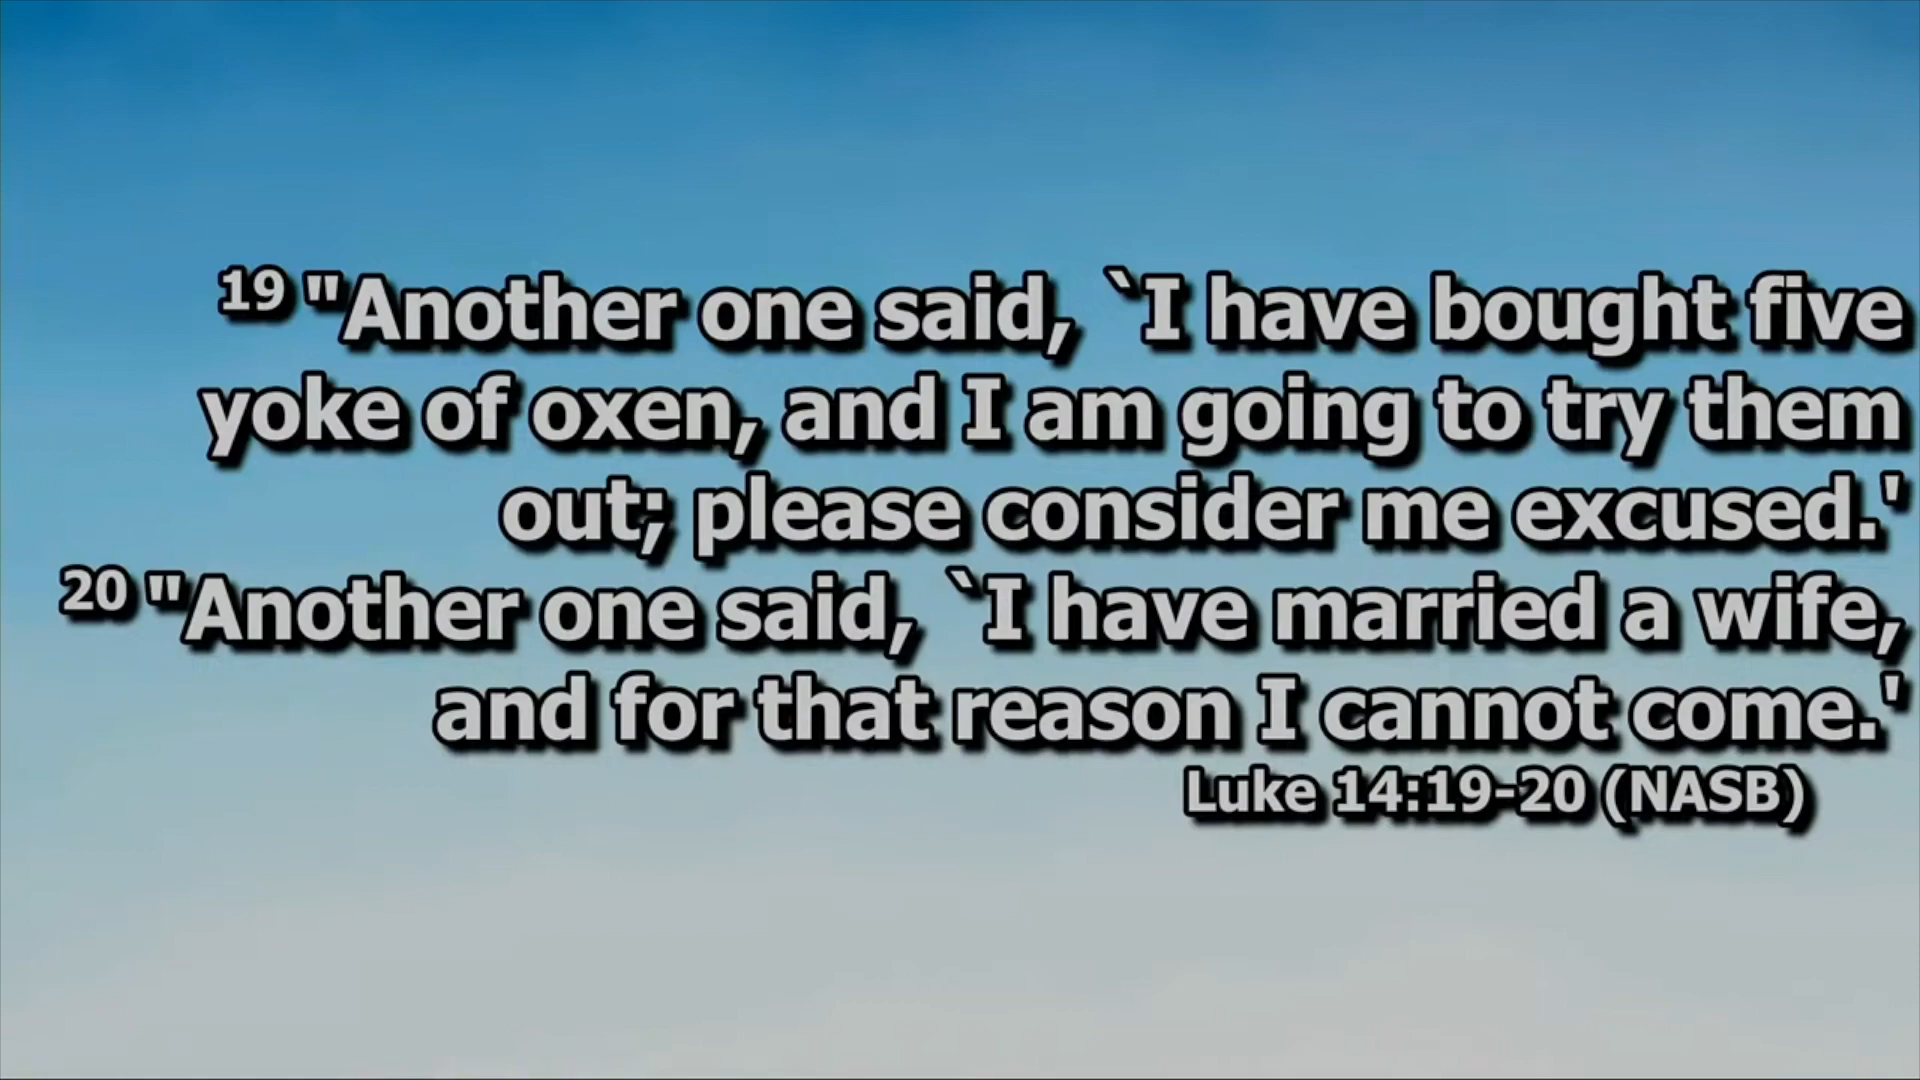 19 "Another one said, `I have bought five
yoke of oxen, and I am going to try them
out; please consider me excused.'
20 "Another one said, `I have married a wife,
and for that reason I cannot come.'
Luke 14:19-20 (NASB)